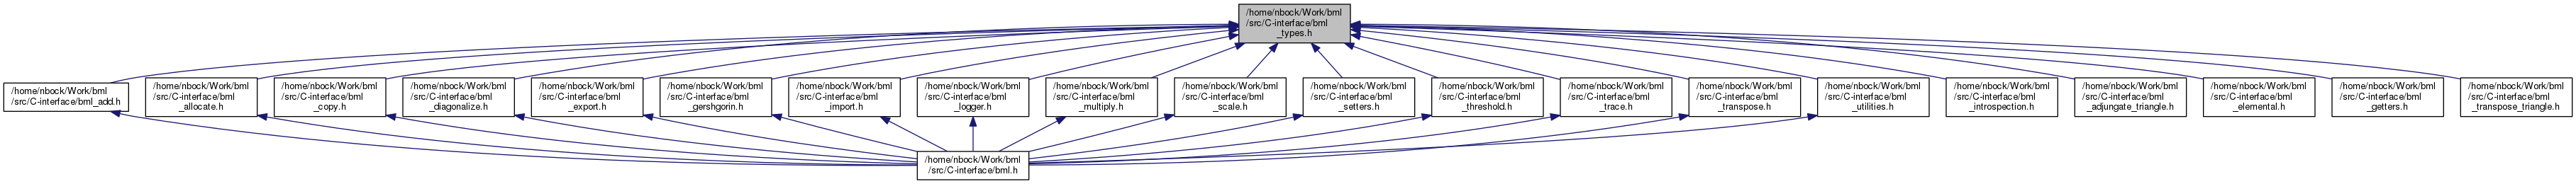 /home/nbock/Work/bml
/src/C-interface/bml
_types.h
/home/nbock/Work/bml
/src/C-interface/bml_add.h
/home/nbock/Work/bml
/src/C-interface/bml
_allocate.h
/home/nbock/Work/bml
/src/C-interface/bml
_copy.h
/home/nbock/Work/bml
/src/C-interface/bml
_diagonalize.h
/home/nbock/Work/bml
/src/C-interface/bml
_export.h
/home/nbock/Work/bml
/src/C-interface/bml
_gershgorin.h
/home/nbock/Work/bml
/src/C-interface/bml
_import.h
/home/nbock/Work/bml
/src/C-interface/bml
_logger.h
/home/nbock/Work/bml
/src/C-interface/bml
_multiply.h
/home/nbock/Work/bml
/src/C-interface/bml
_scale.h
/home/nbock/Work/bml
/src/C-interface/bml
_setters.h
/home/nbock/Work/bml
/src/C-interface/bml
_threshold.h
/home/nbock/Work/bml
/src/C-interface/bml
_trace.h
/home/nbock/Work/bml
/src/C-interface/bml
_transpose.h
/home/nbock/Work/bml
/src/C-interface/bml
_utilities.h
/home/nbock/Work/bml
/src/C-interface/bml
_introspection.h
/home/nbock/Work/bml
/src/C-interface/bml
_adjungate_triangle.h
/home/nbock/Work/bml
/src/C-interface/bml
_elemental.h
/home/nbock/Work/bml
/src/C-interface/bml
_getters.h
/home/nbock/Work/bml
/src/C-interface/bml
_transpose_triangle.h
/home/nbock/Work/bml
/src/C-interface/bml.h